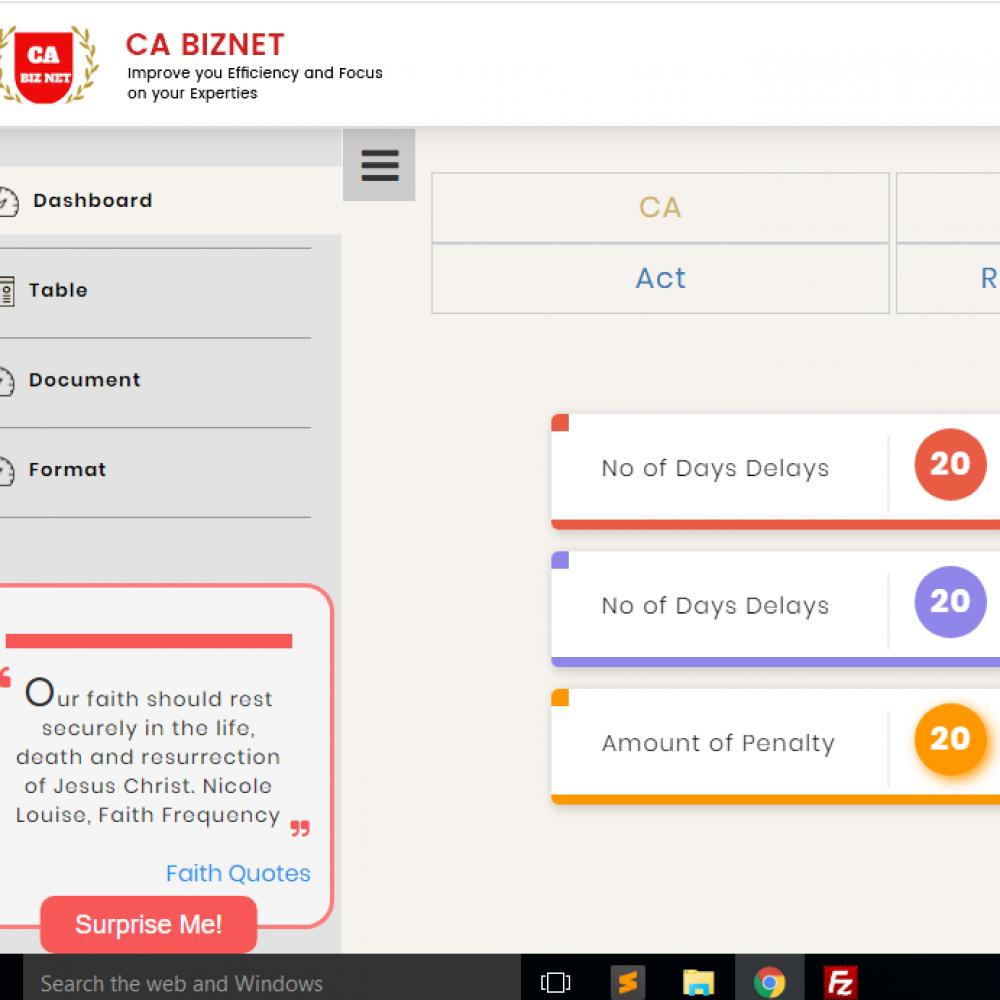 CA
BIZ NET
CA BIZNET
Improve you Efficiency and Focus
on your Experties
Dashboard
Table
Document
Format
“ Our faith should rest
securely in the life,
death and resurrection
of Jesus Christ. Nicole
Louise, Faith Frequency ”
Faith Quotes
Surprise Me!
CA
Act
R
No of Days Delays
20
No of Days Delays
20
Amount of Penalty
20
Search the web and Windows
Fz